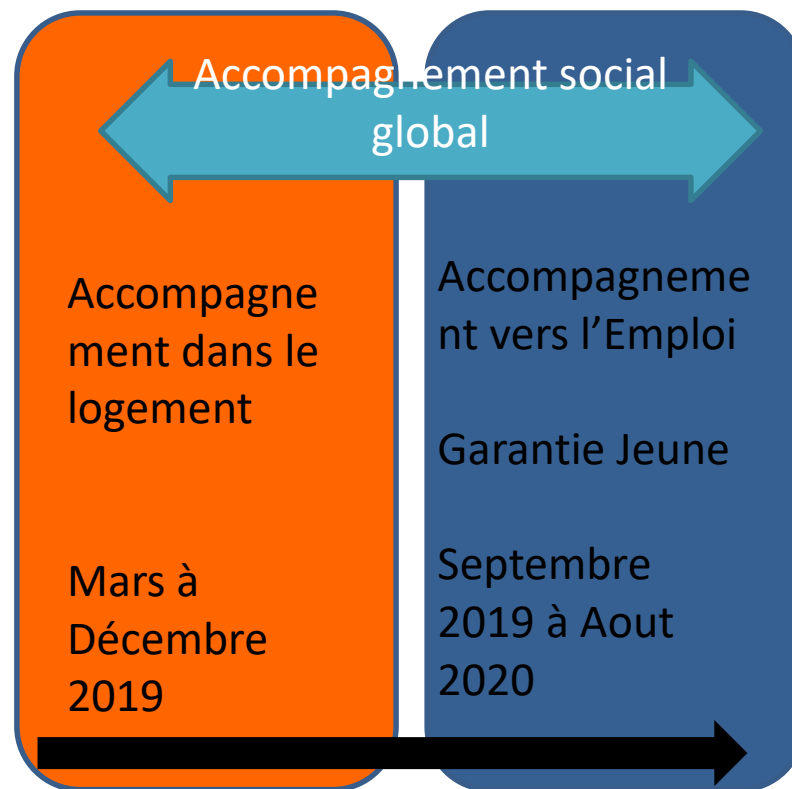 Accompagnement social
global
Accompagne
ment dans le
logement
Mars à
Décembre
2019
Accompagneme
nt vers l’Emploi
Garantie Jeune
Septembre
2019 à Aout
2020